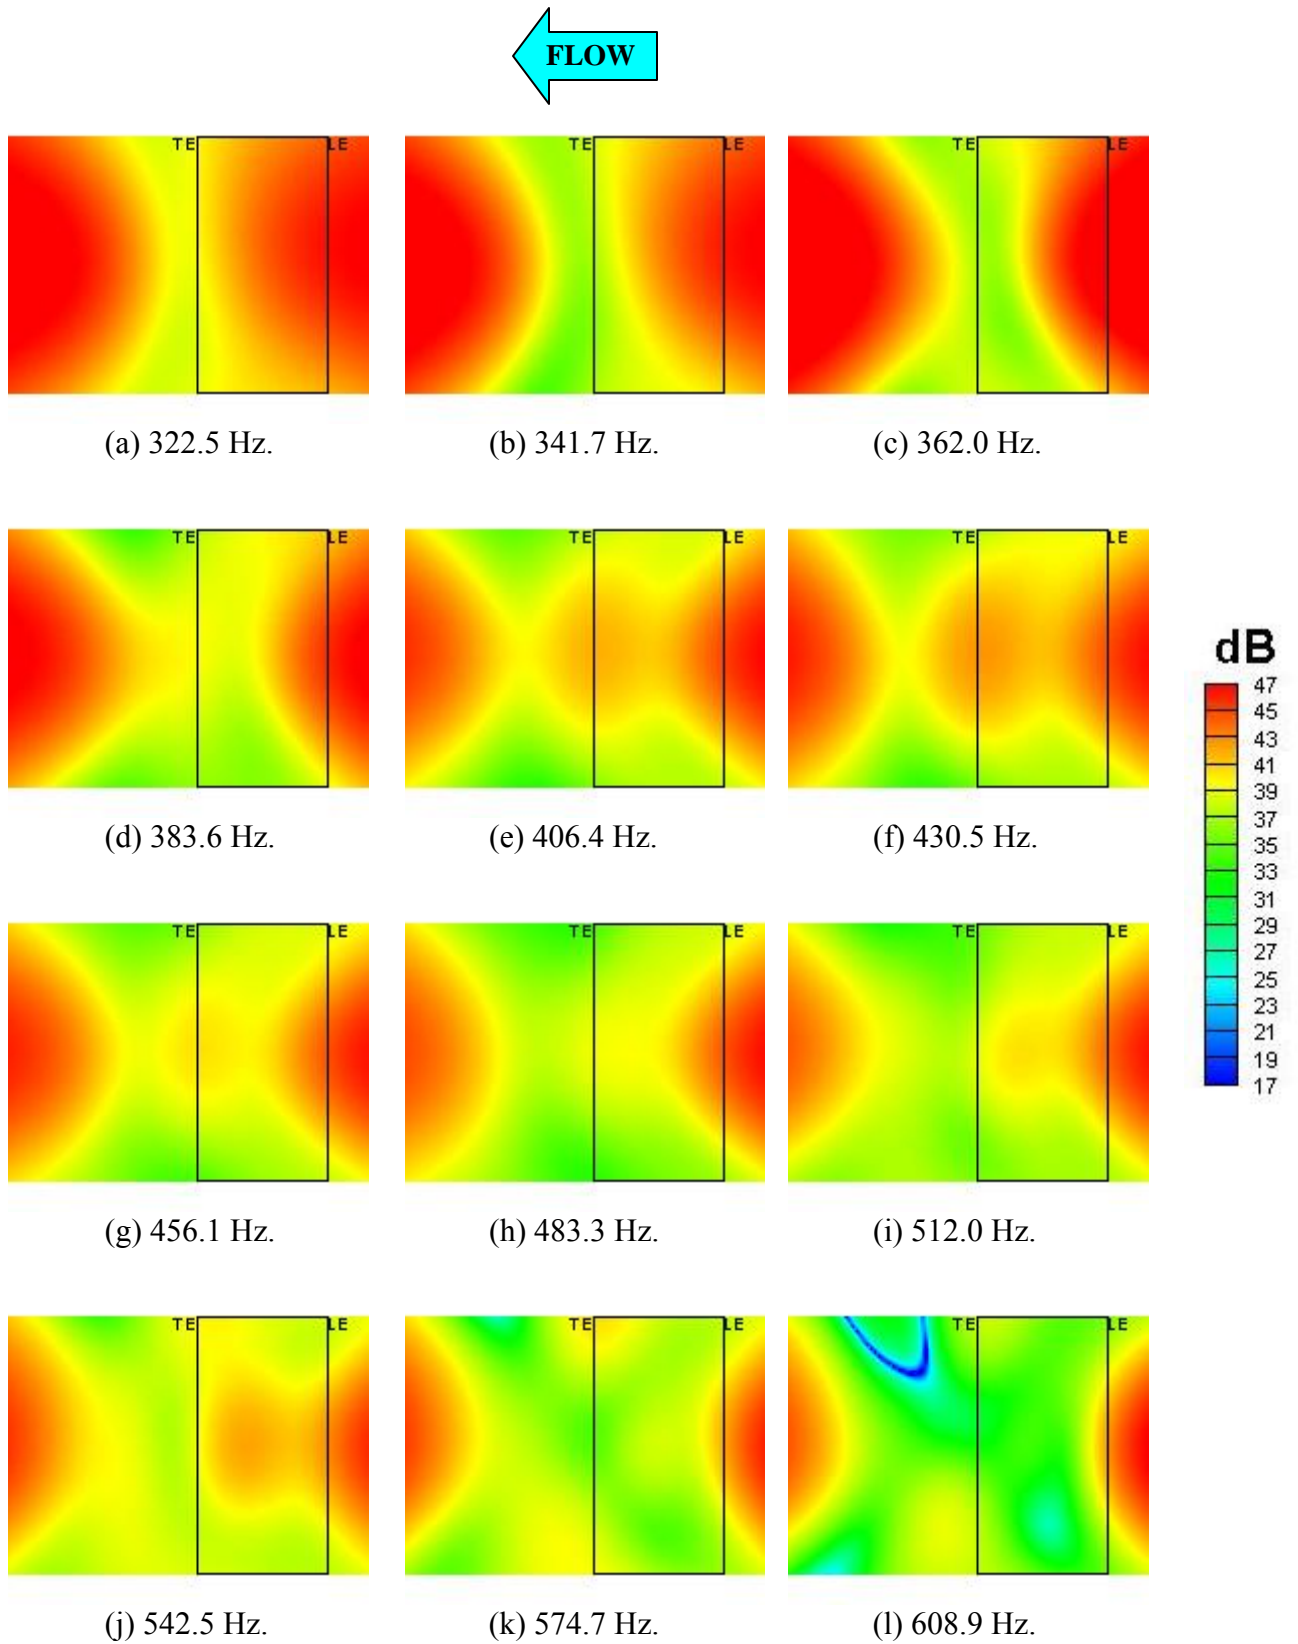 FLOW
TE LE TE LE TE LE
(a) 322.5 Hz. (b) 341.7 Hz. (c) 362.0 Hz.
TE LE TE LE TE LE
(d) 383.6 Hz. (e) 406.4 Hz. (f) 430.5 Hz.
dB
47
45
43
41
39
37
35
33
31
29
27
25
23
21
19
17
TE LE TE LE TE LE
(g) 456.1 Hz. (h) 483.3 Hz. (i) 512.0 Hz.
TE LE TE LE TE LE
(j) 542.5 Hz. (k) 574.7 Hz. (l) 608.9 Hz.